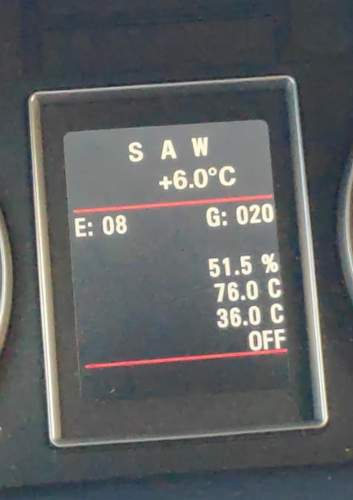 S A W
+6.0°C
E: 08 G: 020
51.5 %
76.0 C
36.0 C
OFF